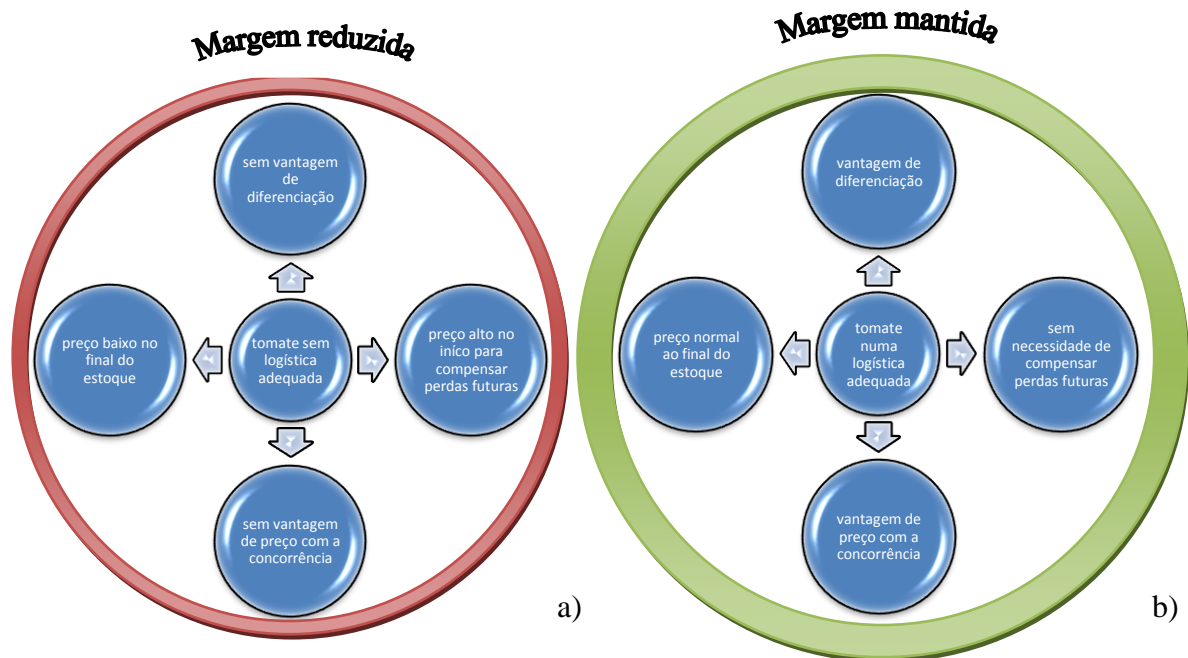 Margem reduzida
sem vantagem
de
diferenciação
preço baixo no
final do
estoque
tomate sem
logística
adequada
preço alto no
iníco para
compensar
perdas futuras
sem vantagem
de preço com a
concorrência
a)
Margem mantida
vantagem de
diferenciação
preço normal
ao final do
estoque
tomate
numa
logística
adequada
sem
necessidade de
compensar
perdas futuras
vantagem de
preço com a
concorrência
b)